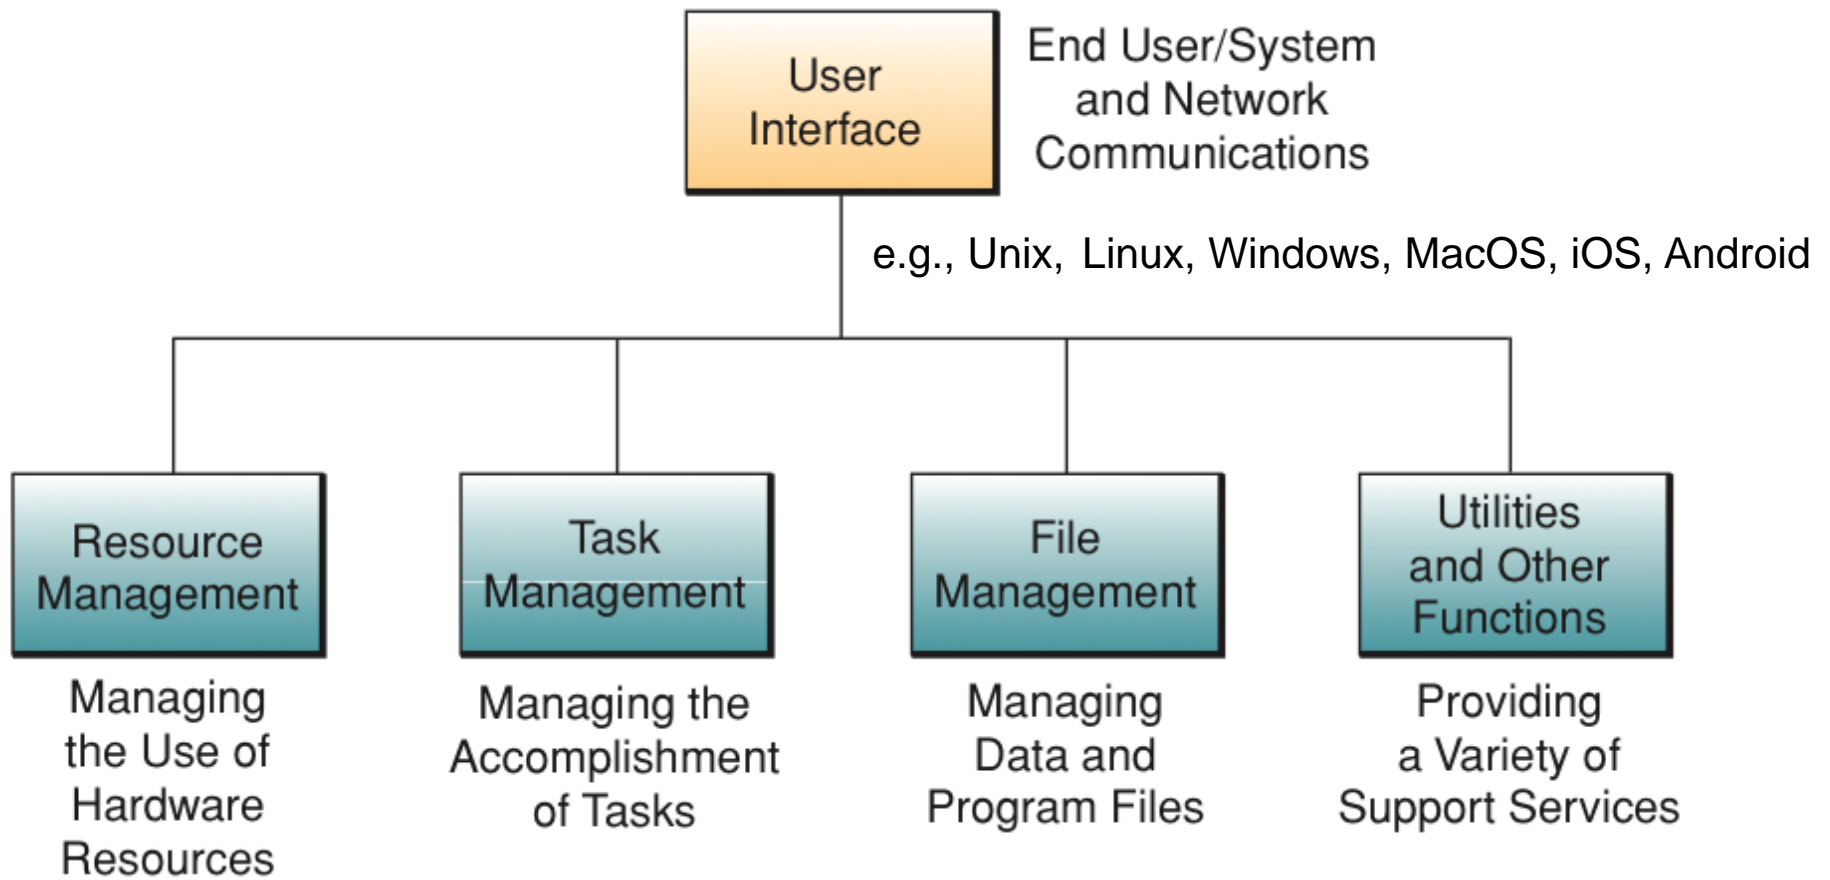 User
Interface
End User/System
and Network
Communications
e.g., Unix, Linux, Windows, MacOS, iOS, Android
Resource
Management
Task
Management
File
Management
Utilities
and Other
Functions
Managing
the Use of
Hardware
Resources
Managing the
Accomplishment
of Tasks
Managing
Data and
Program Files
Providing
a Variety of
Support Services